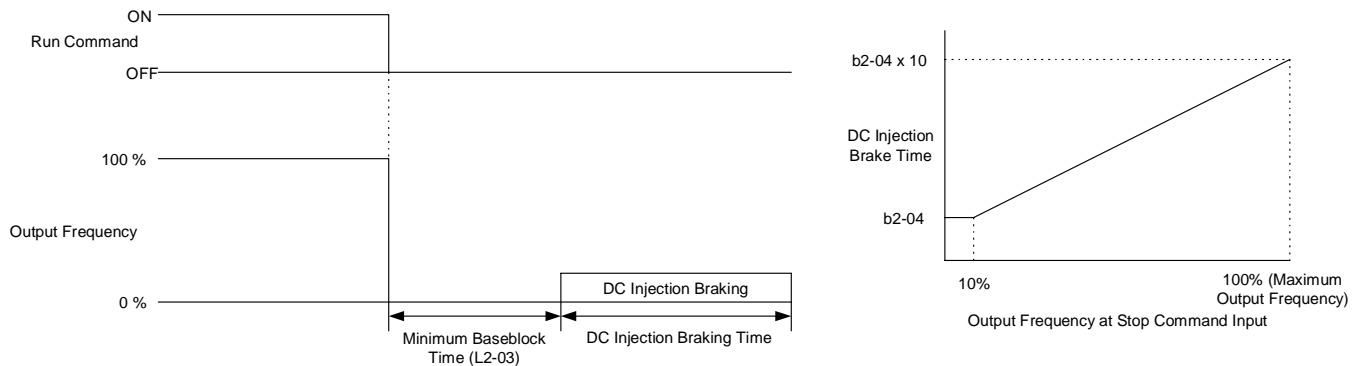 ON
Run Command
OFF
100 %
Output Frequency
0 %
DC Injection Braking
Minimum Baseblock
Time (L2-03)
DC Injection Braking Time
b2-04 x 10
DC Injection
Brake Time
b2-04
10%
100% (Maximum
Output Frequency)
Output Frequency at Stop Command Input